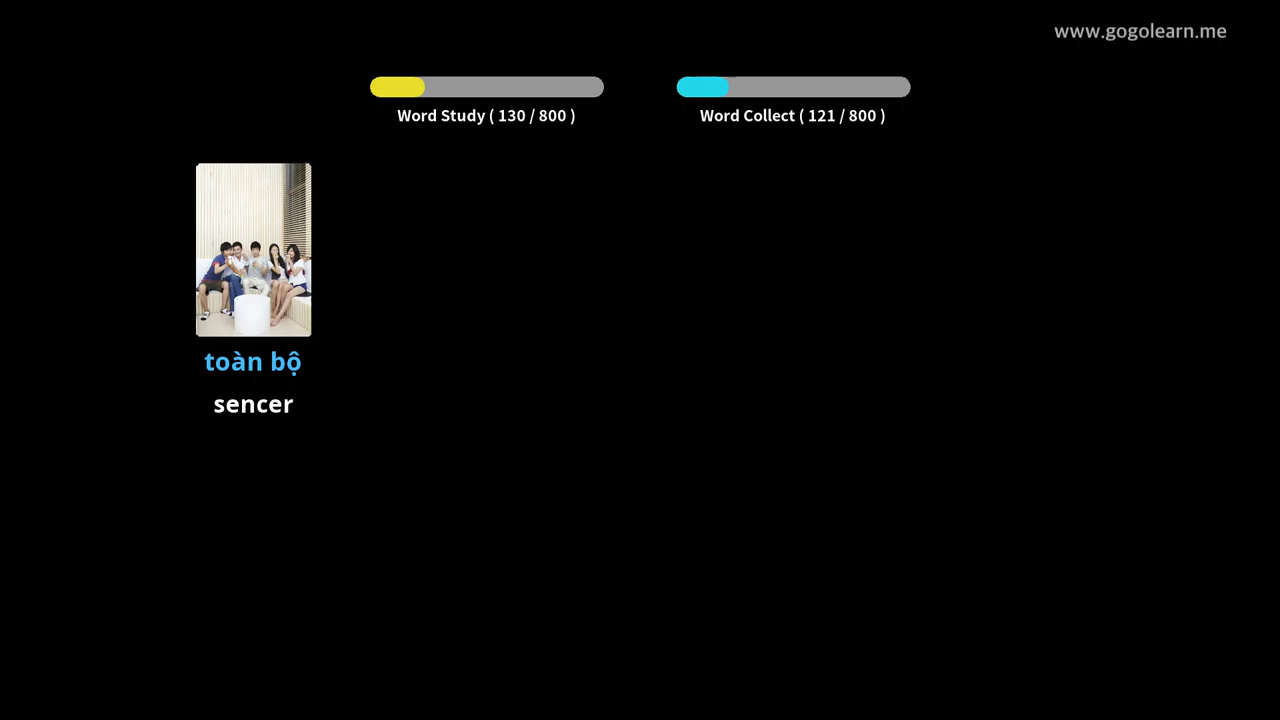 www.gogolearn.me
Word Study ( 130 / 800 )
Word Collect ( 121 / 800 )
toàn bộ
sencer